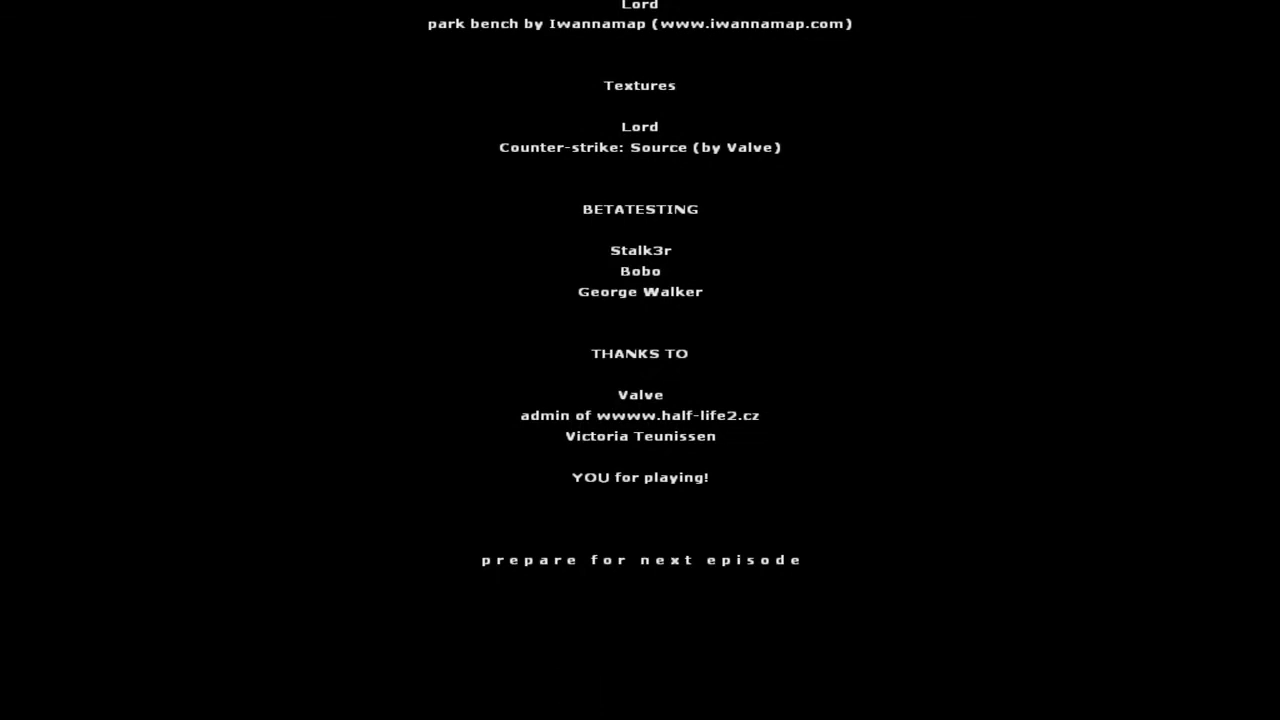 Lord
park bench by Iwannamap (www.iwannamap.com)
Textures
Lord
Counter-strike: Source (by Valve)
BETATESTING
Stalk3r
Bobo
George Walker
THANKS TO
Valve
admin of wwww.half-life2.cz
Victoria Teunissen
YOU for playing!
prepare for next episode